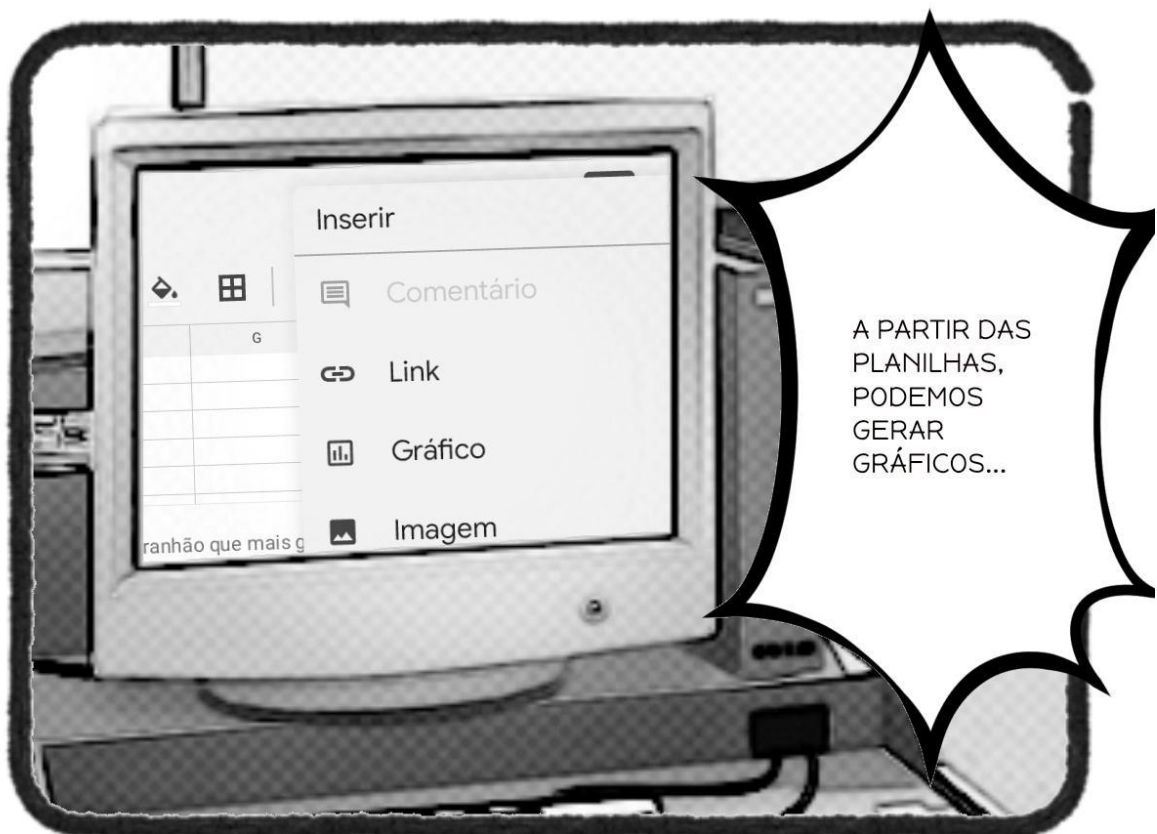 Inserir
Comentário
G
Link
Gráfico
Imagem
ranhão que mais g
A PARTIR DAS
PLANILHAS,
PODEMOS
GERAR
GRÁFICOS...